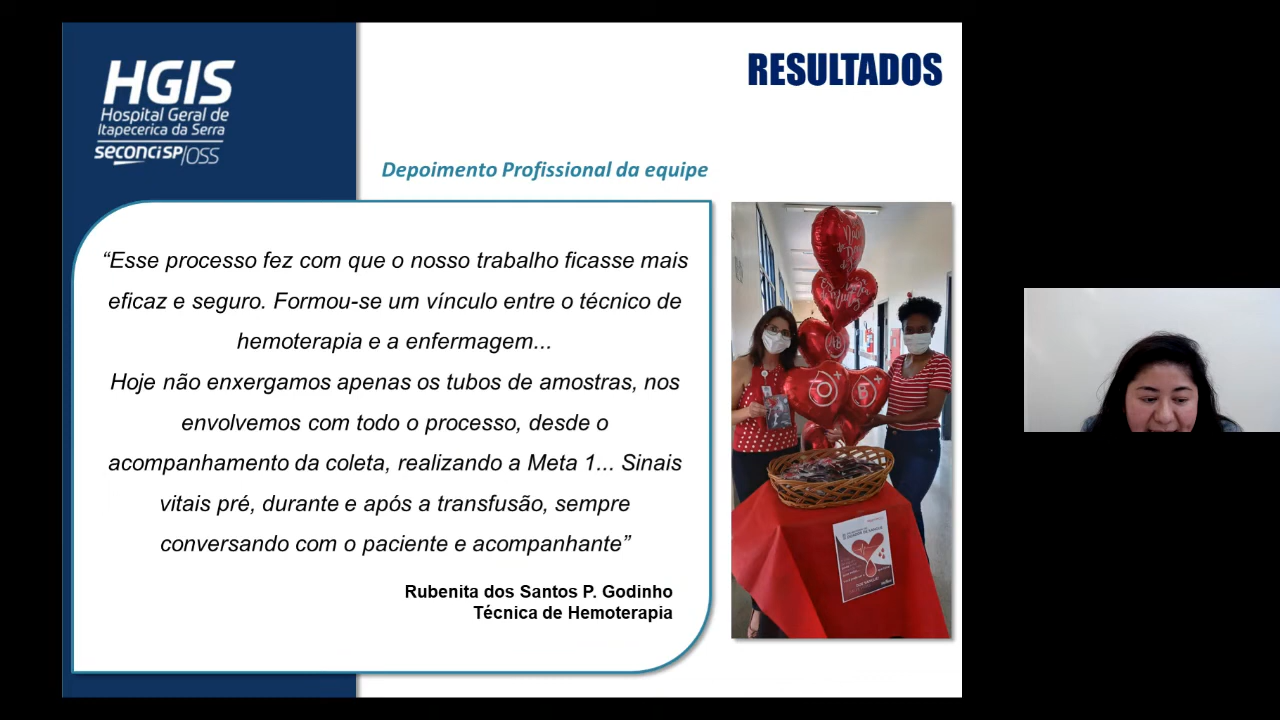 HGIS
Hospital Geral de
Itapecerica da Serra
seconciSP/OSS
RESULTADOS
Depoimento Profissional da equipe
“Esse processo fez com que o nosso trabalho ficasse mais
eficaz e seguro. Formou-se um vínculo entre o técnico de
hemoterapia e a enfermagem...
Hoje não enxergamos apenas os tubos de amostras, nos
envolvemos com todo o processo, desde o
acompanhamento da coleta, realizando a Meta 1... Sinais
vitais pré, durante e após a transfusão, sempre
conversando com o paciente e acompanhante”
Rubenita dos Santos P. Godinho
Técnica de Hemoterapia
AB
O+
B+